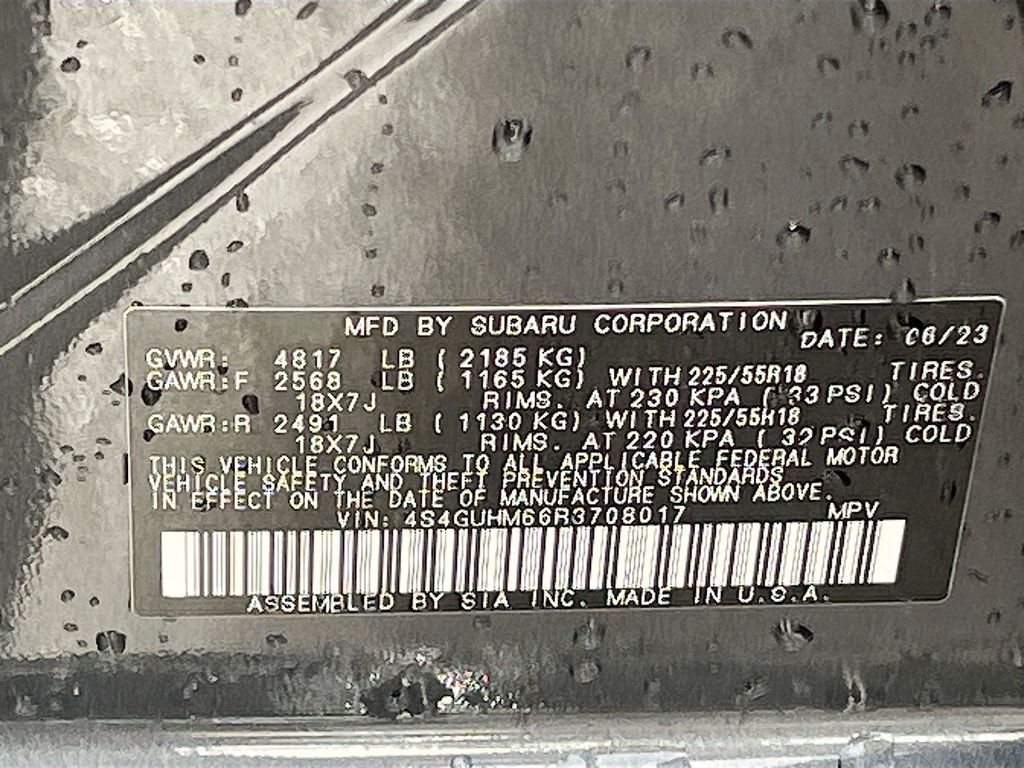 MFD BY SUBARU CORPORATION DATE: 06/23
GVWR: 4817 LB ( 2185 KG)
GAWR:F 2568 LB ( 1165 KG) WITH 225/55R18 TIRES.
18X7J RIMS. AT 230 KPA ( 33 PSI) COLD
GAWR:R 2491 LB ( 1130 KG) WITH 225/55R18 TIRES.
18X7J RIMS. AT 220 KPA ( 32 PSI) COLD
THIS VEHICLE CONFORMS TO ALL APPLICABLE FEDERAL MOTOR
VEHICLE SAFETY AND THEFT PREVENTION STANDARDS
IN EFFECT ON THE DATE OF MANUFACTURE SHOWN ABOVE.
VIN: 4S4GUHM66R3708017 MPV
ASSEMBLED BY SIA INC. MADE IN U.S.A.